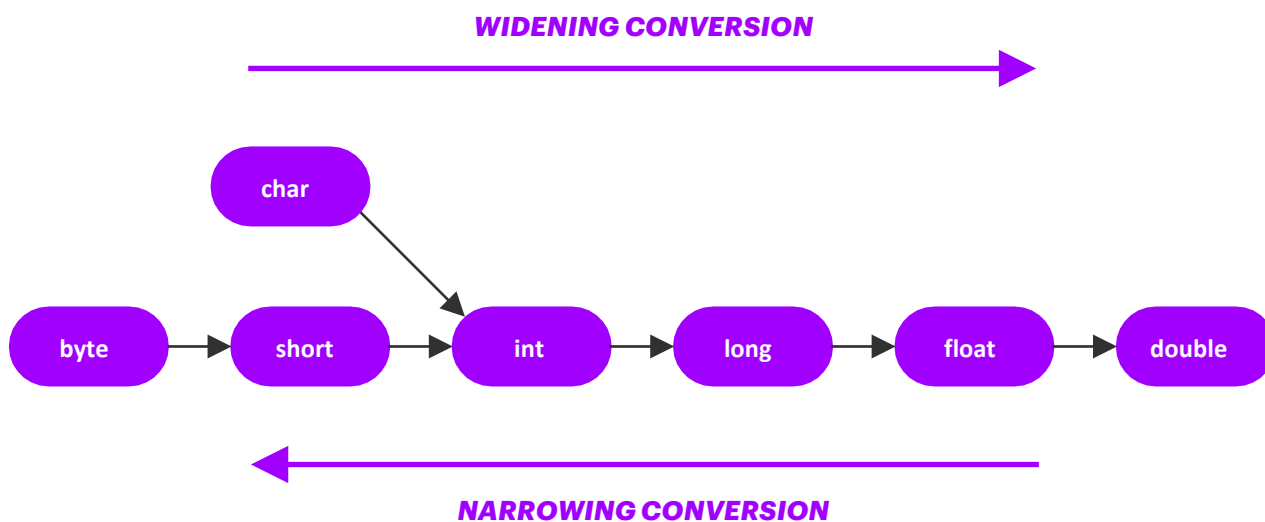 WIDENING CONVERSION
char
byte
short
int
long
float
double
NARROWING CONVERSION